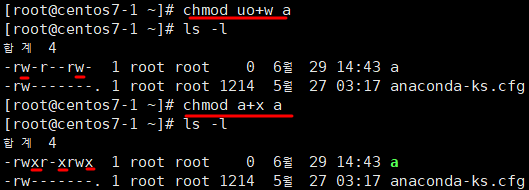 [root@centos7-1 ~]# chmod uo+w a
[root@centos7-1 ~]# ls -l
합계 4
-rw-r--rw-  1 root root    0  6월  29 14:43 a
-rw-------. 1 root root 1214  5월  27 03:17 anaconda-ks.cfg
[root@centos7-1 ~]# chmod a+x a
[root@centos7-1 ~]# ls -l
합계 4
-rwxr-xrwx  1 root root    0  6월  29 14:43 a
-rw-------. 1 root root 1214  5월  27 03:17 anaconda-ks.cfg